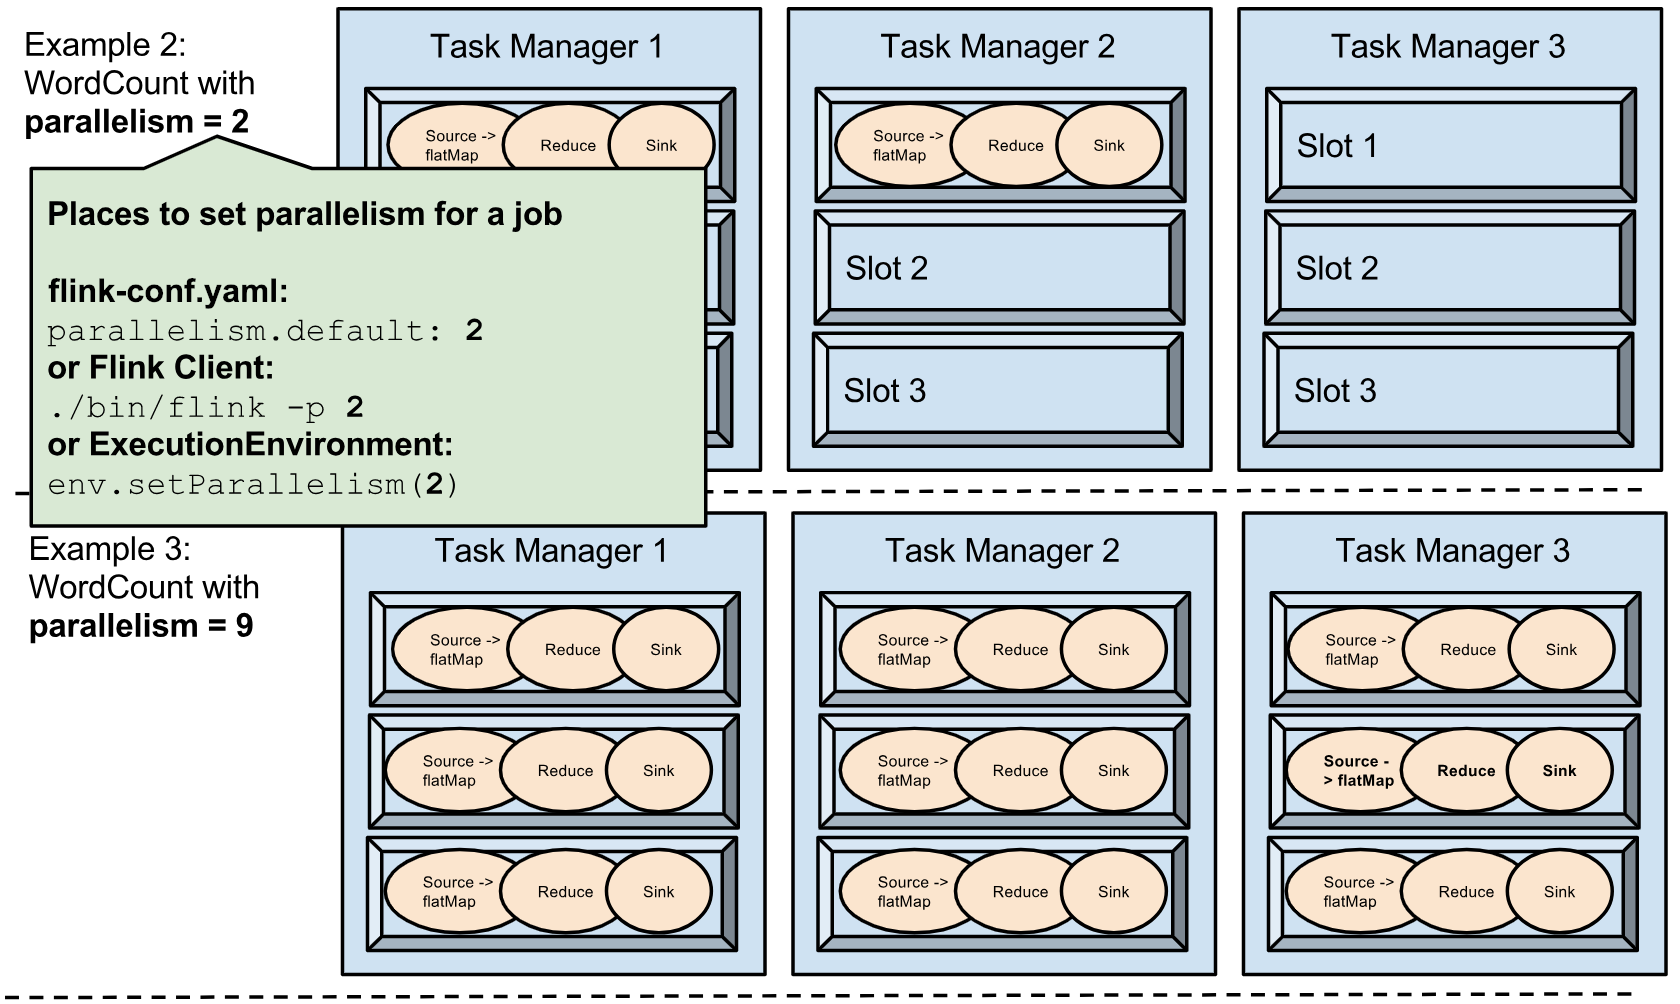 Example 2:
WordCount with
parallelism = 2
Task Manager 1
Source ->
flatMap
Reduce
Sink
Task Manager 2
Source ->
flatMap
Reduce
Sink
Slot 2
Slot 3
Task Manager 3
Slot 1
Slot 2
Slot 3
Places to set parallelism for a job
flink-conf.yaml:
parallelism.default: 2
or Flink Client:
./bin/flink -p 2
or ExecutionEnvironment:
env.setParallelism(2)
Example 3:
WordCount with
parallelism = 9
Task Manager 1
Source ->
flatMap
Reduce
Sink
Source ->
flatMap
Reduce
Sink
Source ->
flatMap
Reduce
Sink
Task Manager 2
Source ->
flatMap
Reduce
Sink
Source ->
flatMap
Reduce
Sink
Source ->
flatMap
Reduce
Sink
Task Manager 3
Source ->
flatMap
Reduce
Sink
Source -
> flatMap
Reduce
Sink
Source ->
flatMap
Reduce
Sink